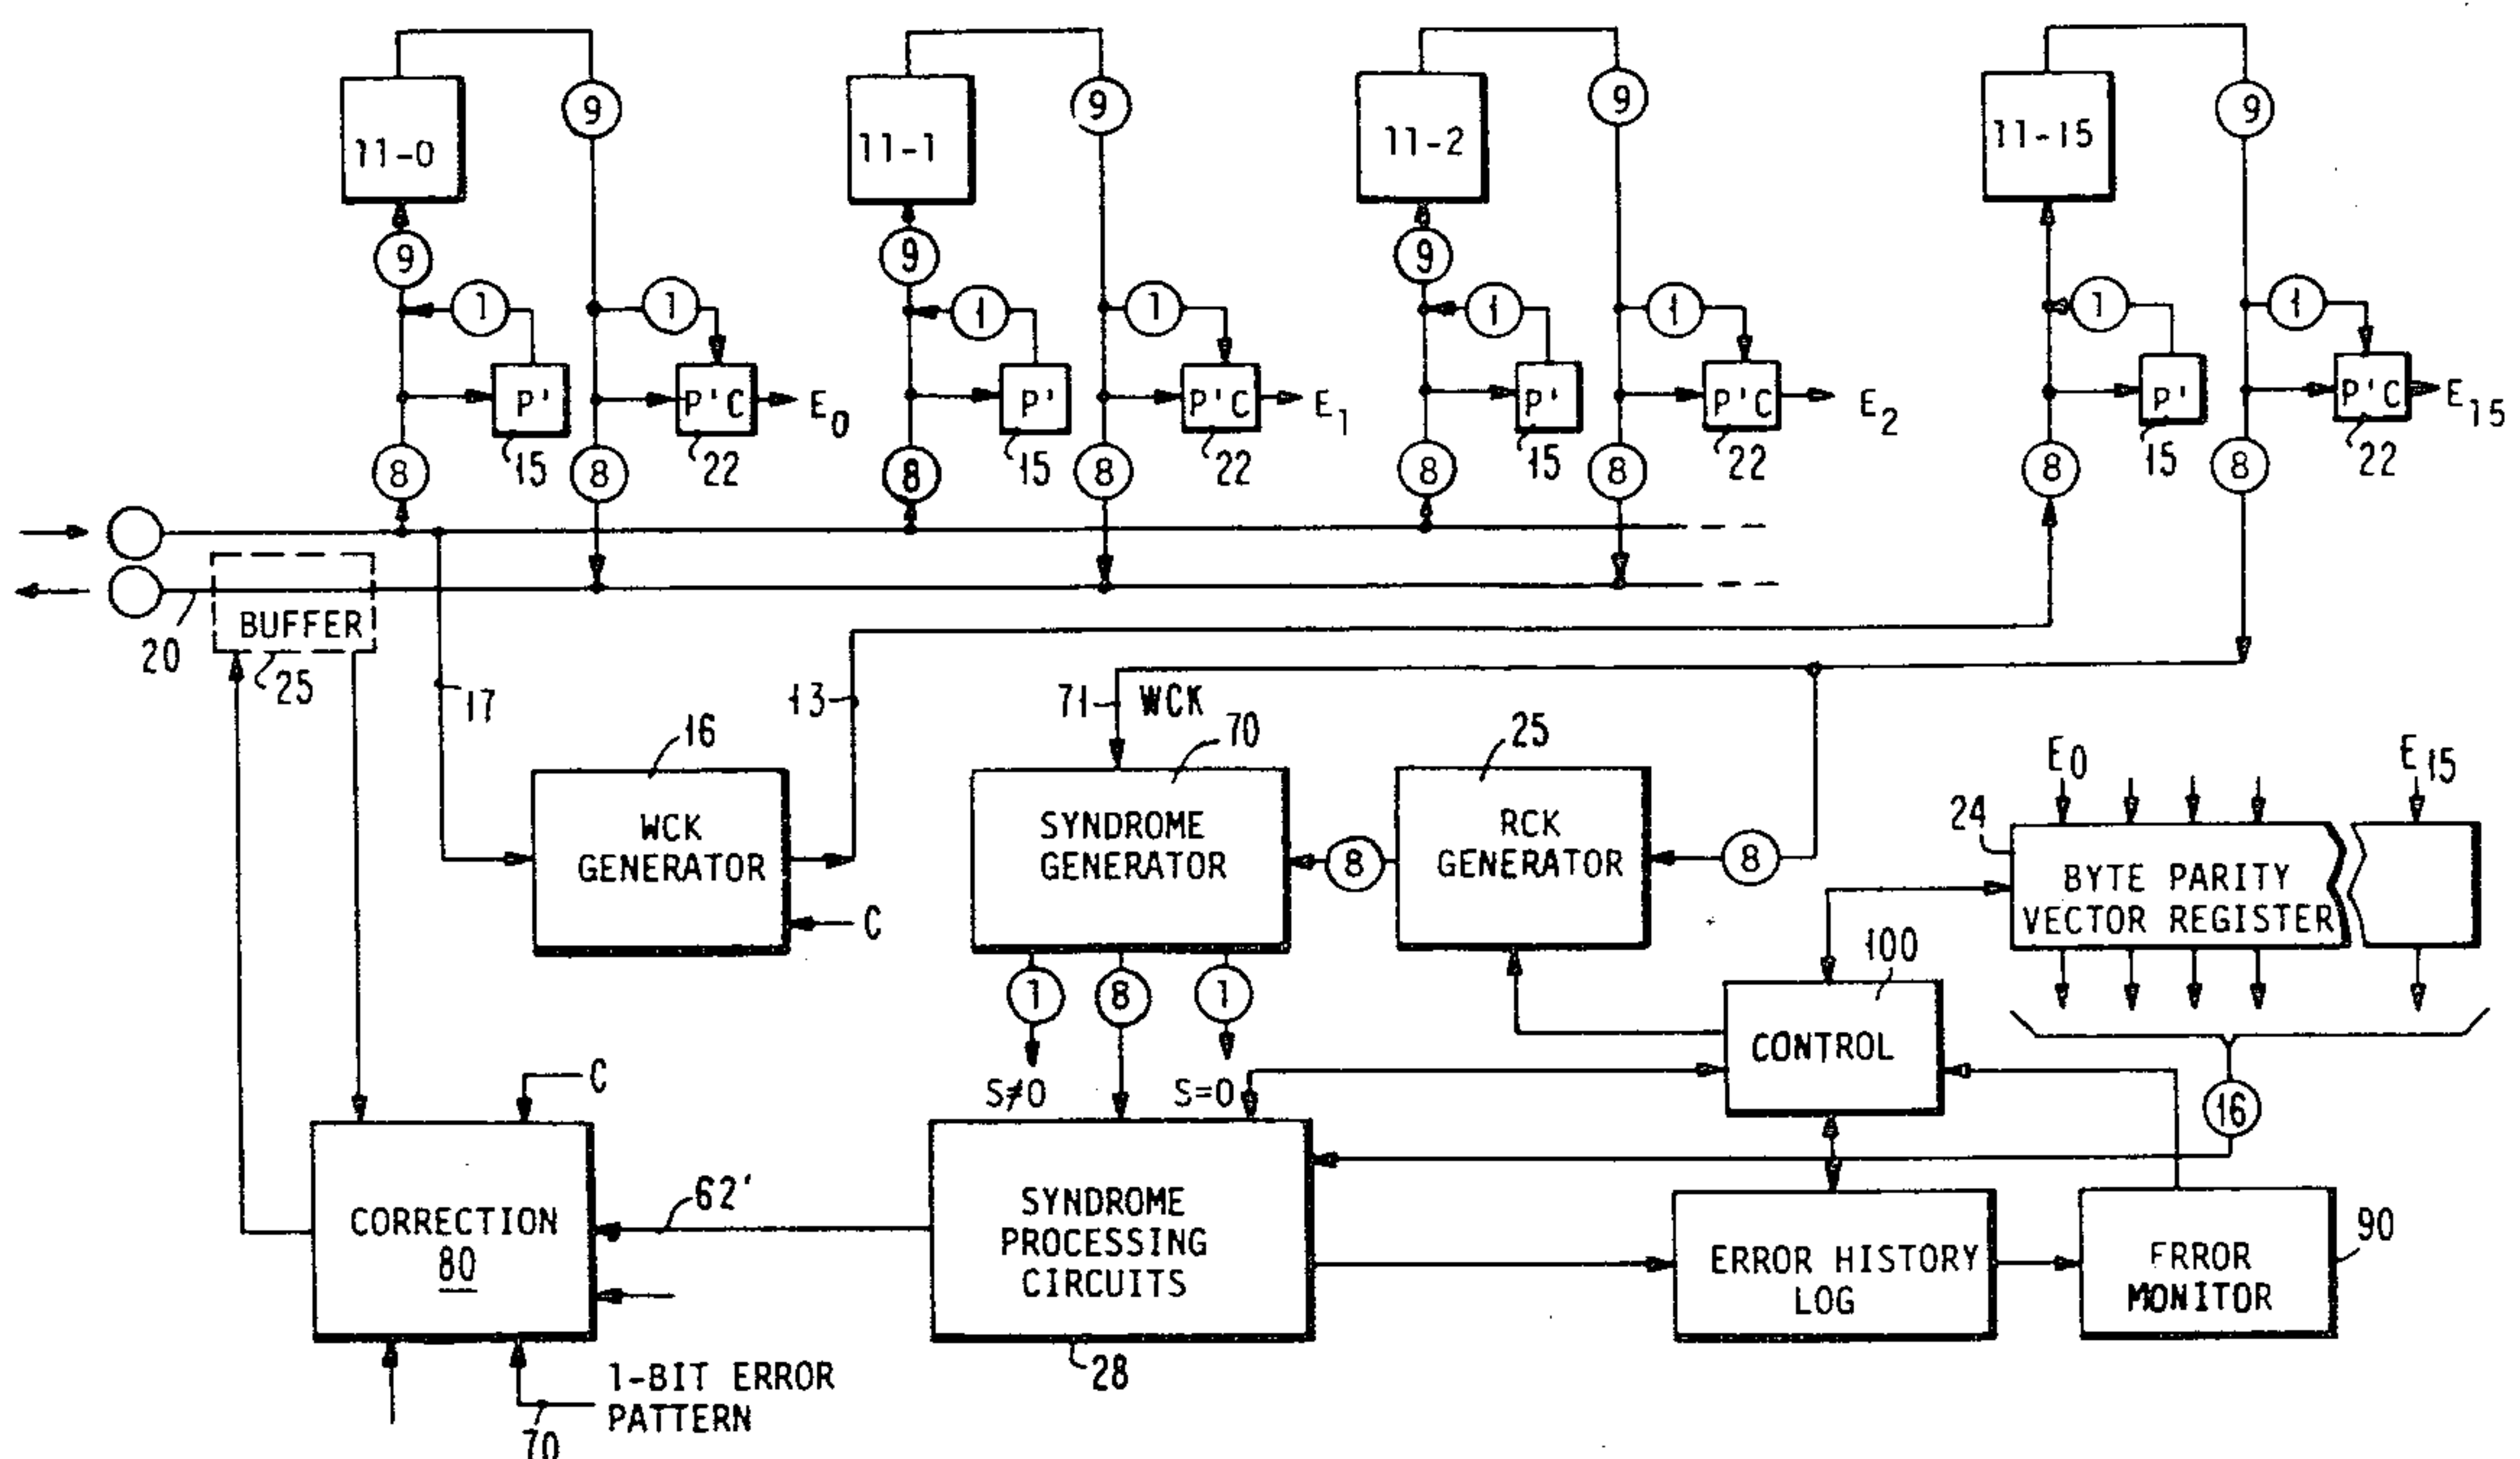 9 9 9 9
11-0 11-1 11-2 11-15
9 9 9
1 1 1 1 1 1 1 1
P' P'C E0 P' P'C E1 P' P'C E2 P' P'C E15
8 15 8 22 8 15 8 22 8 15 8 22 8 15 8 22
BUFFER
20 25 17 13 71 WCK
16 70 25
WCK
GENERATOR
C
SYNDROME
GENERATOR
8
RCK
GENERATOR
8
E0 E15
24
BYTE PARITY
VECTOR REGISTER
1 8 1
S≠0 S=0
100
CONTROL
16
C
CORRECTION
80
62'
SYNDROME
PROCESSING
CIRCUITS
28
ERROR HISTORY
LOG
FRROR
MONITOR
90
1-BIT ERROR
PATTERN
70